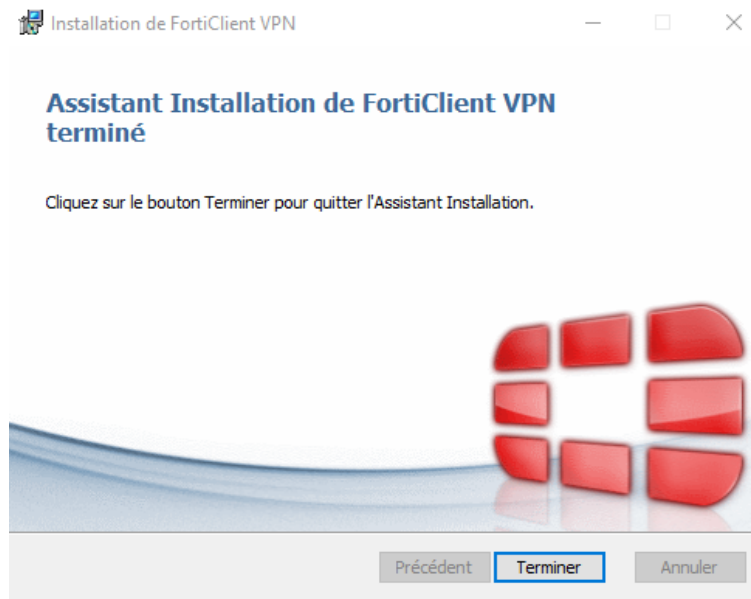 Installation de FortiClient VPN
Assistant Installation de FortiClient VPN
terminé
Cliquez sur le bouton Terminer pour quitter l'Assistant Installation.
Précédent Terminer Annuler